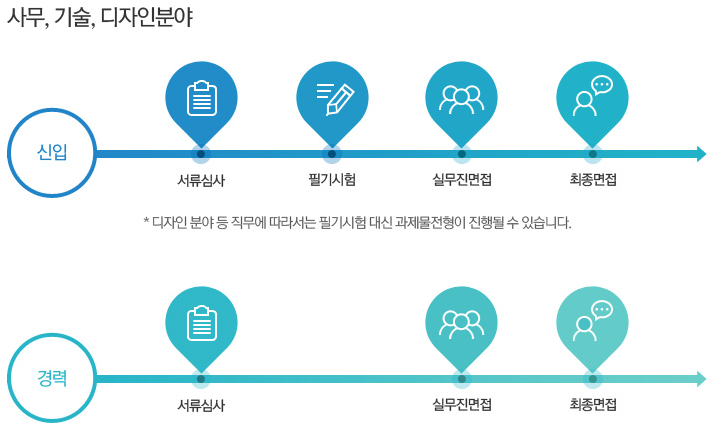 사무, 기술, 디자인분야
신입
서류심사
필기시험
실무진면접
최종면접
* 디자인 분야 등 직무에 따라서는 필기시험 대신 과제물전형이 진행될 수 있습니다.
경력
서류심사
실무진면접
최종면접